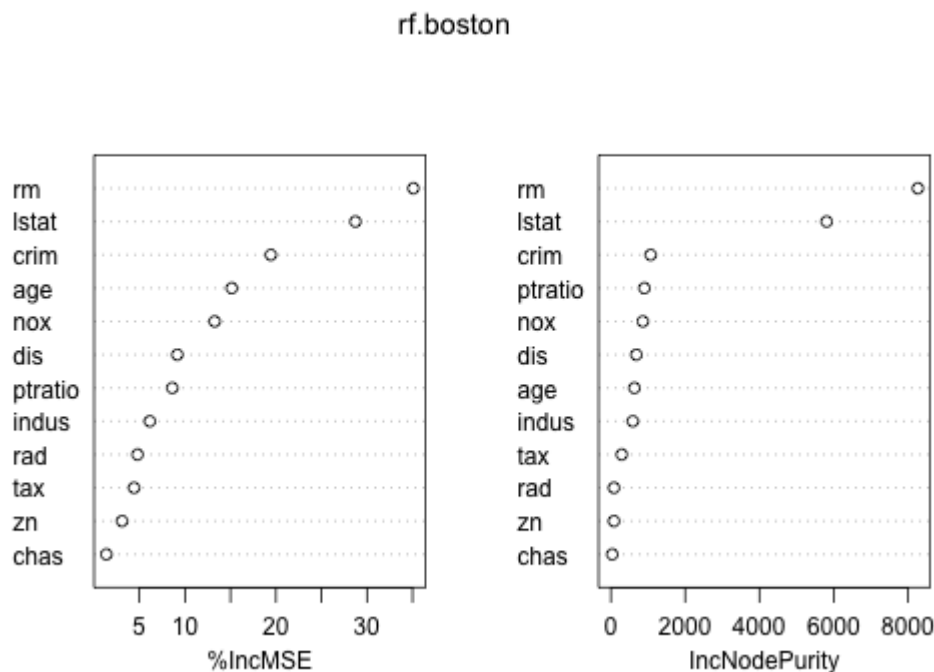 rf.boston
rm
lstat
crim
age
nox
dis
ptratio
indus
rad
tax
zn
chas
5 10 20 30
%IncMSE
rm
lstat
crim
ptratio
nox
dis
age
indus
tax
rad
zn
chas
0 2000 4000 6000 8000
IncNodePurity